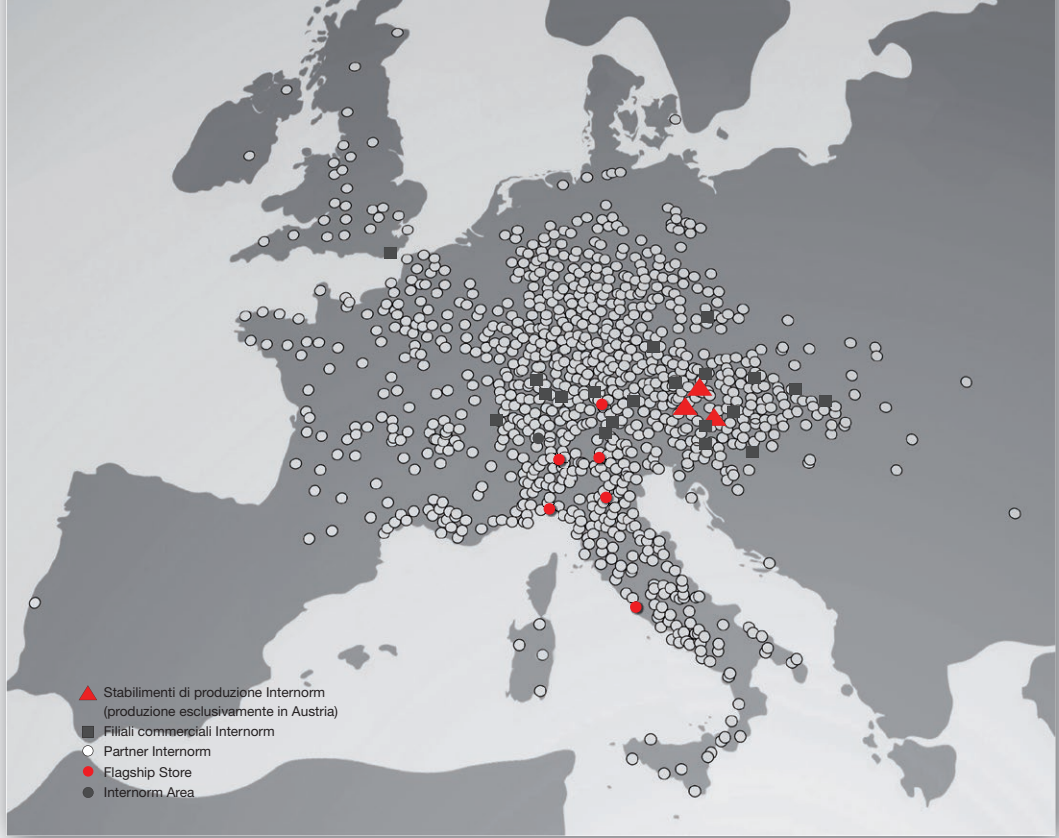 Stabilimenti di produzione Internorm
(produzione esclusivamente in Austria)
Filiali commerciali Internorm
Partner Internorm
Flagship Store
Internorm Area